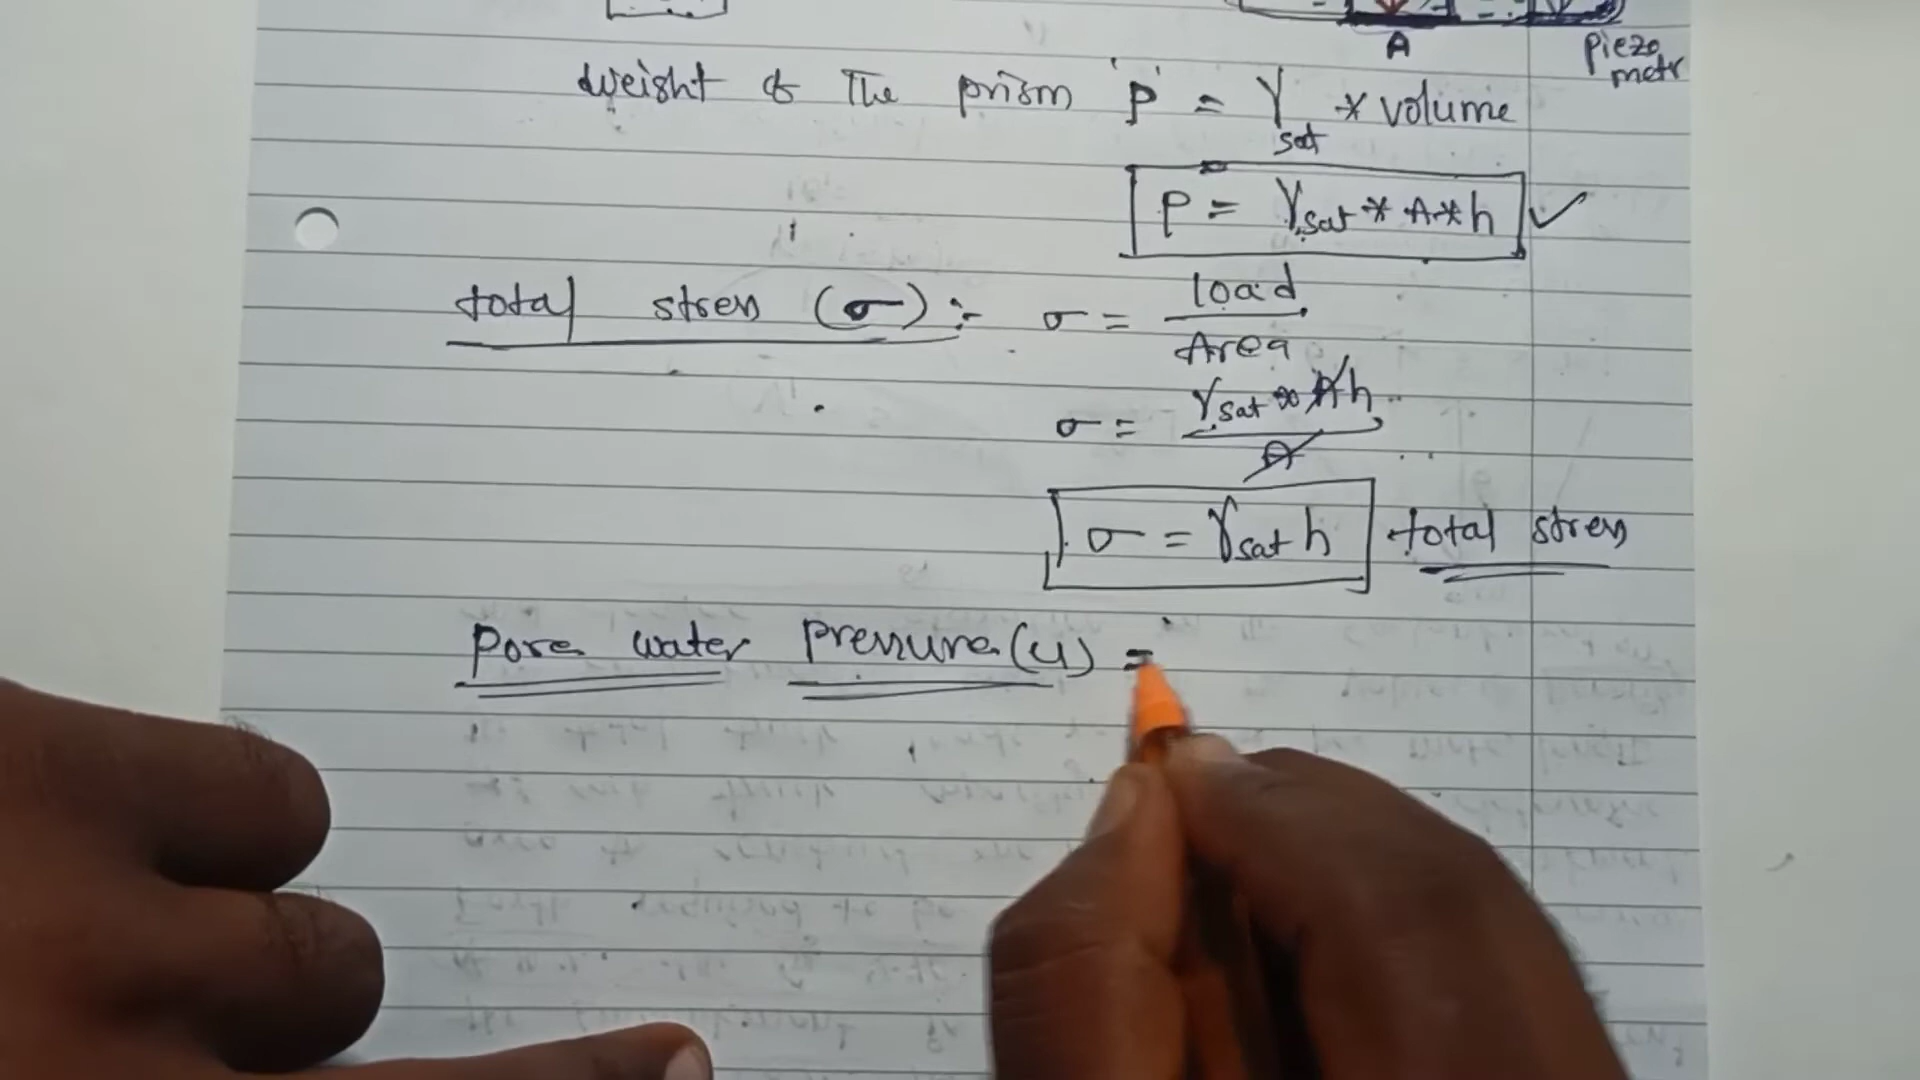 A
piezo
metr
weight of The prism 'P' = γsat * volume
P = γsat * A * h ✓
total stress (σ) :- σ = load / Area
σ = γsat * A h / A
σ = γsat h total stress
Pore water pressure (u) =